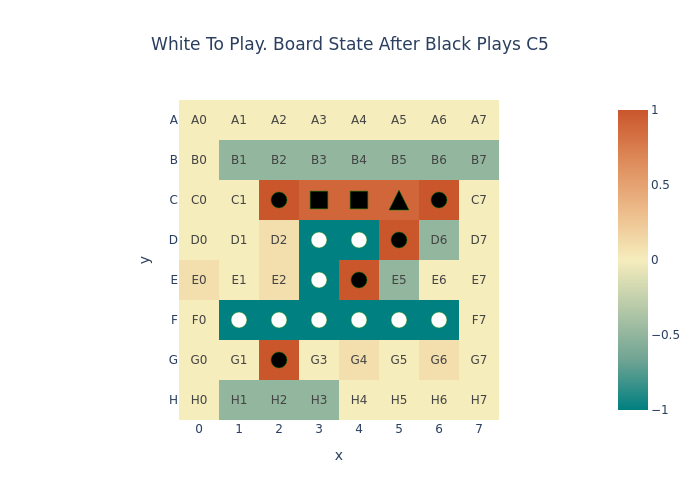 White To Play. Board State After Black Plays C5
A A0 A1 A2 A3 A4 A5 A6 A7 1
B B0 B1 B2 B3 B4 B5 B6 B7 0.5
C C0 C1 C7
D D0 D1 D2 D6 D7
y 0
E E0 E1 E2 E5 E6 E7
F F0 F7 −0.5
G G0 G1 G3 G4 G5 G6 G7
H H0 H1 H2 H3 H4 H5 H6 H7 −1
0 1 2 3 4 5 6 7
x